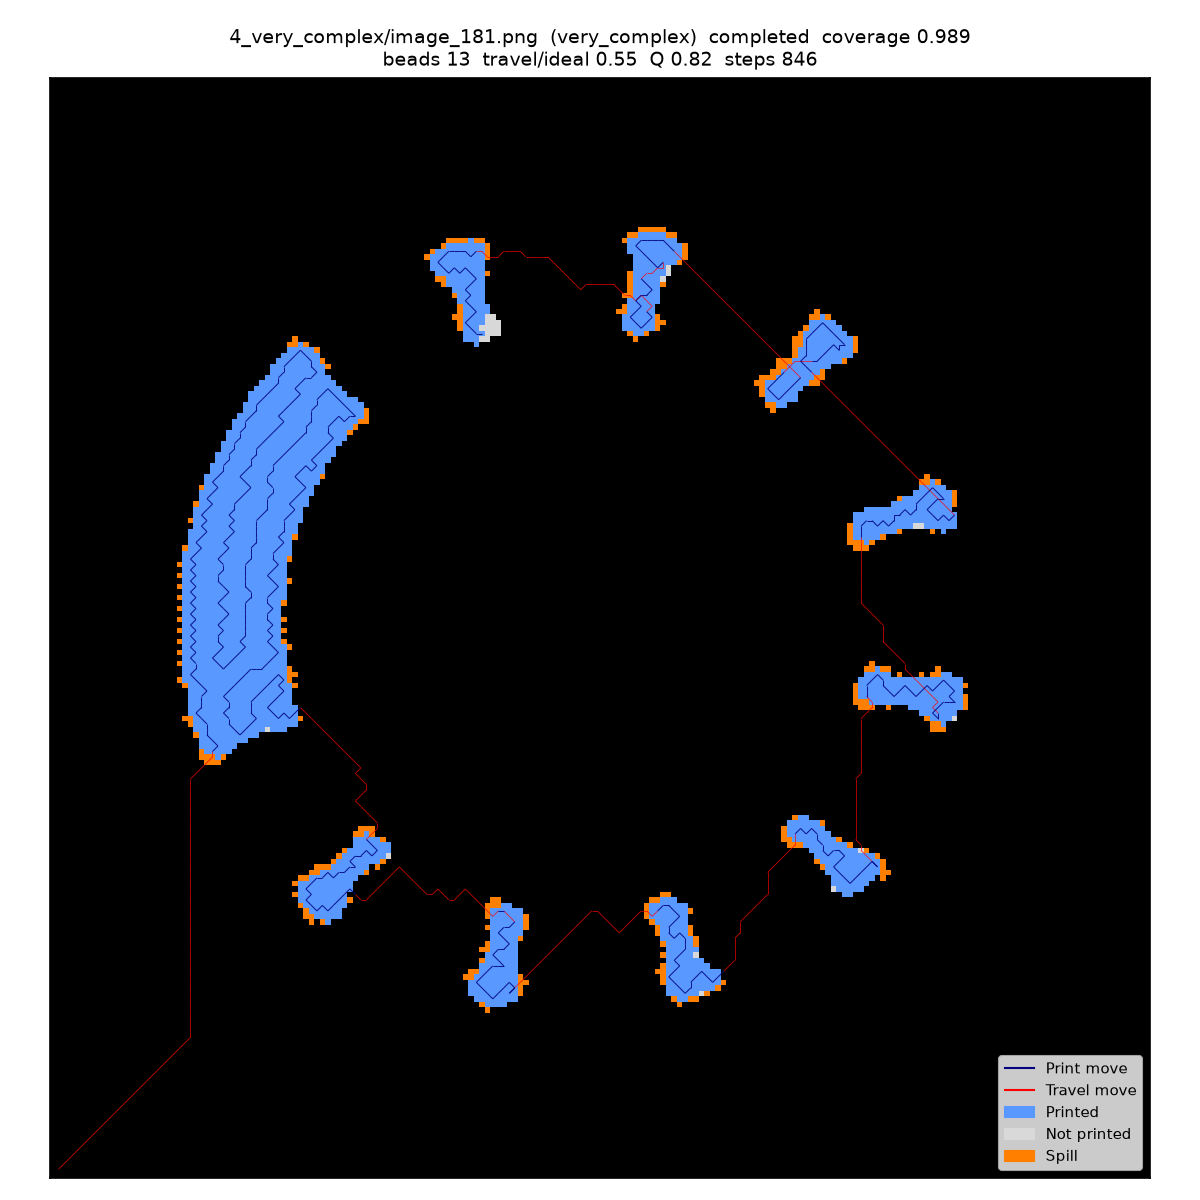 4_very_complex/image_181.png  (very_complex)  completed  coverage 0.989
beads 13  travel/ideal 0.55  Q 0.82  steps 846
Print move
Travel move
Printed
Not printed
Spill